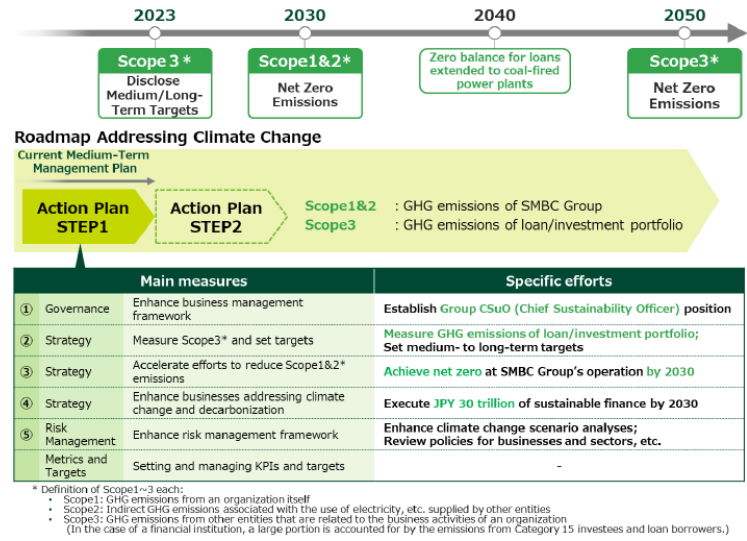 2023 2030 2040 2050
Scope 3 *
Disclose
Medium/Long-
Term Targets
Scope1&2*
Net Zero
Emissions
Zero balance for loans
extended to coal-fired
power plants
Scope3*
Net Zero
Emissions
Roadmap Addressing Climate Change
Current Medium-Term
Management Plan
Action Plan
STEP1
Action Plan
STEP2
Scope1&2 : GHG emissions of SMBC Group
Scope3 : GHG emissions of loan/investment portfolio
Main measures Specific efforts
① Governance Enhance business management
framework
Establish Group CSuO (Chief Sustainability Officer) position
② Strategy Measure Scope3* and set targets
Measure GHG emissions of loan/investment portfolio;
Set medium- to long-term targets
③ Strategy Accelerate efforts to reduce Scope1&2*
emissions
Achieve net zero at SMBC Group's operation by 2030
④ Strategy Enhance businesses addressing climate
change and decarbonization
Execute JPY 30 trillion of sustainable finance by 2030
⑤ Risk
Management
Enhance risk management framework
Enhance climate change scenario analyses;
Review policies for businesses and sectors, etc.
Metrics and
Targets
Setting and managing KPIs and targets
-
* Definition of Scope1~3 each:
• Scope1: GHG emissions from an organization itself
• Scope2: Indirect GHG emissions associated with the use of electricity, etc. supplied by other entities
• Scope3: GHG emissions from other entities that are related to the business activities of an organization
(In the case of a financial institution, a large portion is accounted for by the emissions from Category 15 investees and loan borrowers.)